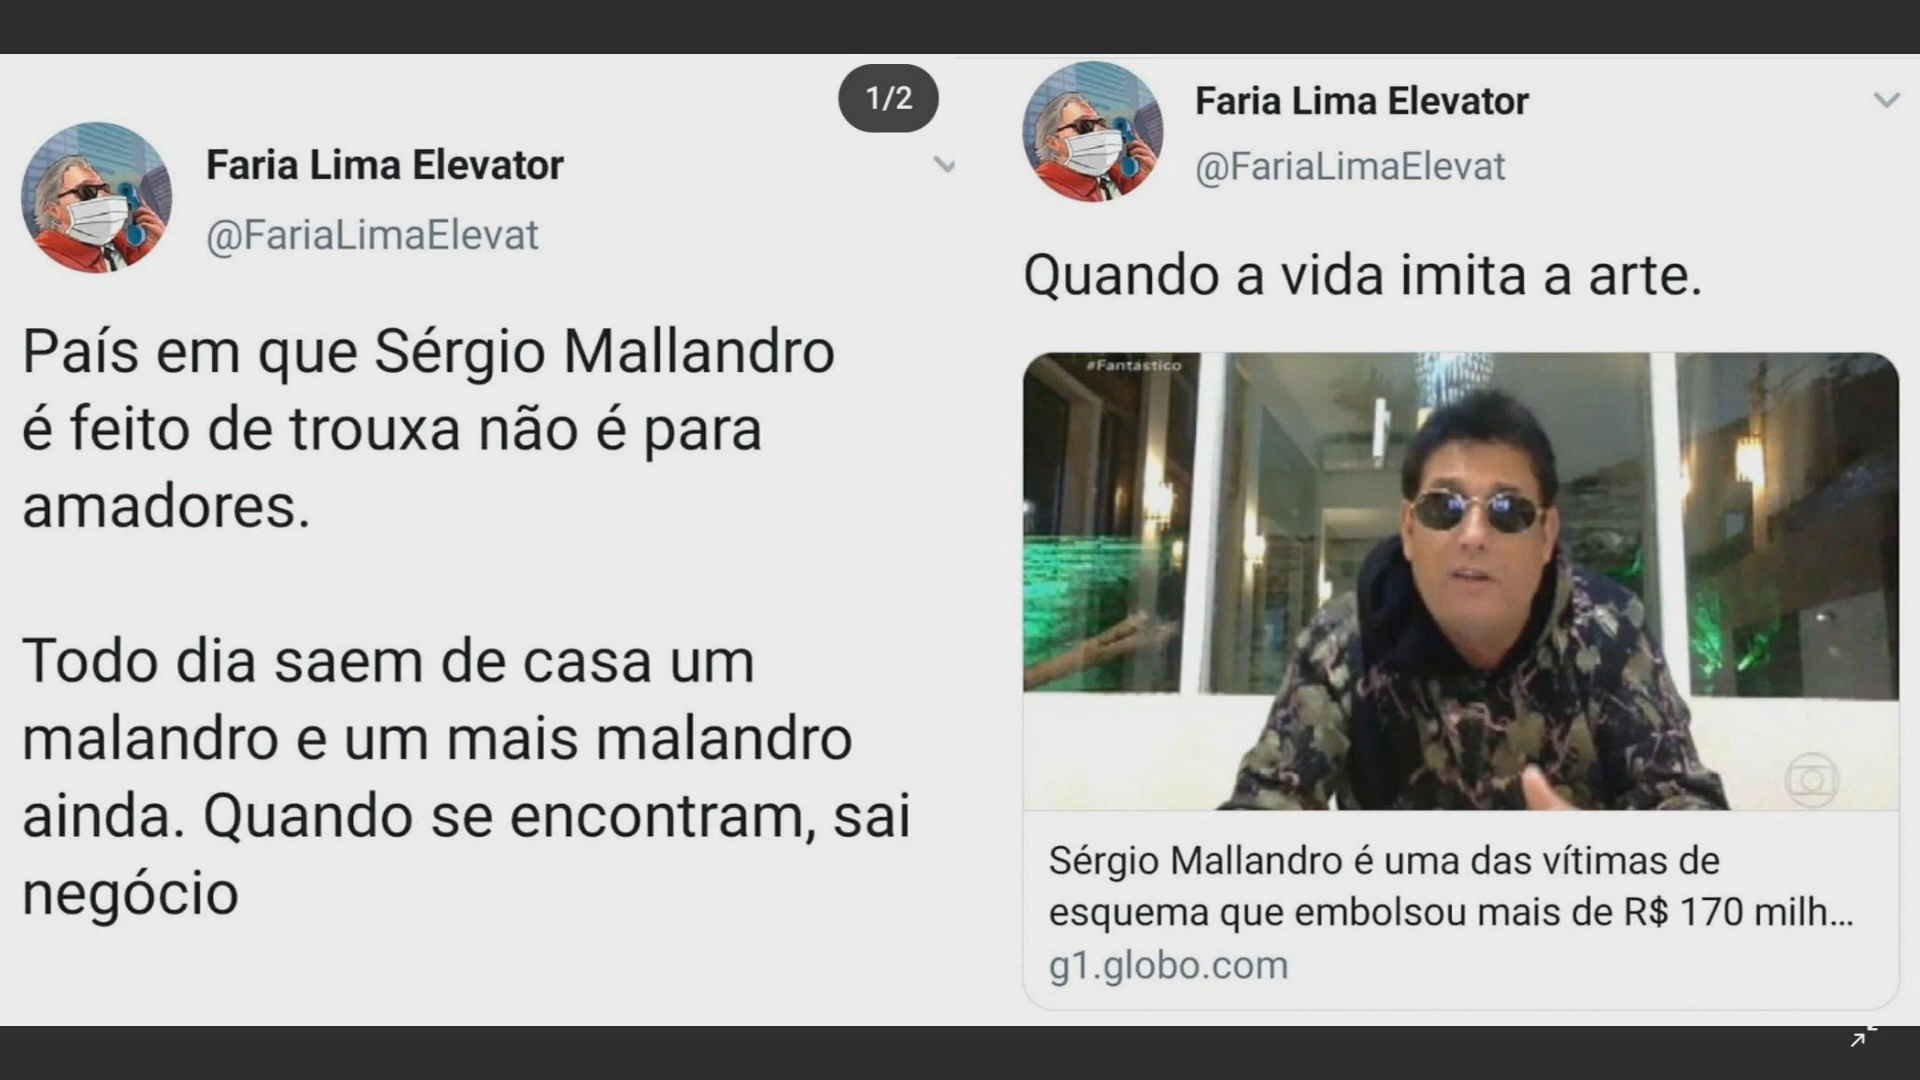 1/2
Faria Lima Elevator
@FariaLimaElevat
País em que Sérgio Mallandro
é feito de trouxa não é para
amadores.
Todo dia saem de casa um
malandro e um mais malandro
ainda. Quando se encontram, sai
negócio
Faria Lima Elevator
@FariaLimaElevat
Quando a vida imita a arte.
#Fantástico
Sérgio Mallandro é uma das vítimas de
esquema que embolsou mais de R$ 170 milh...
g1.globo.com